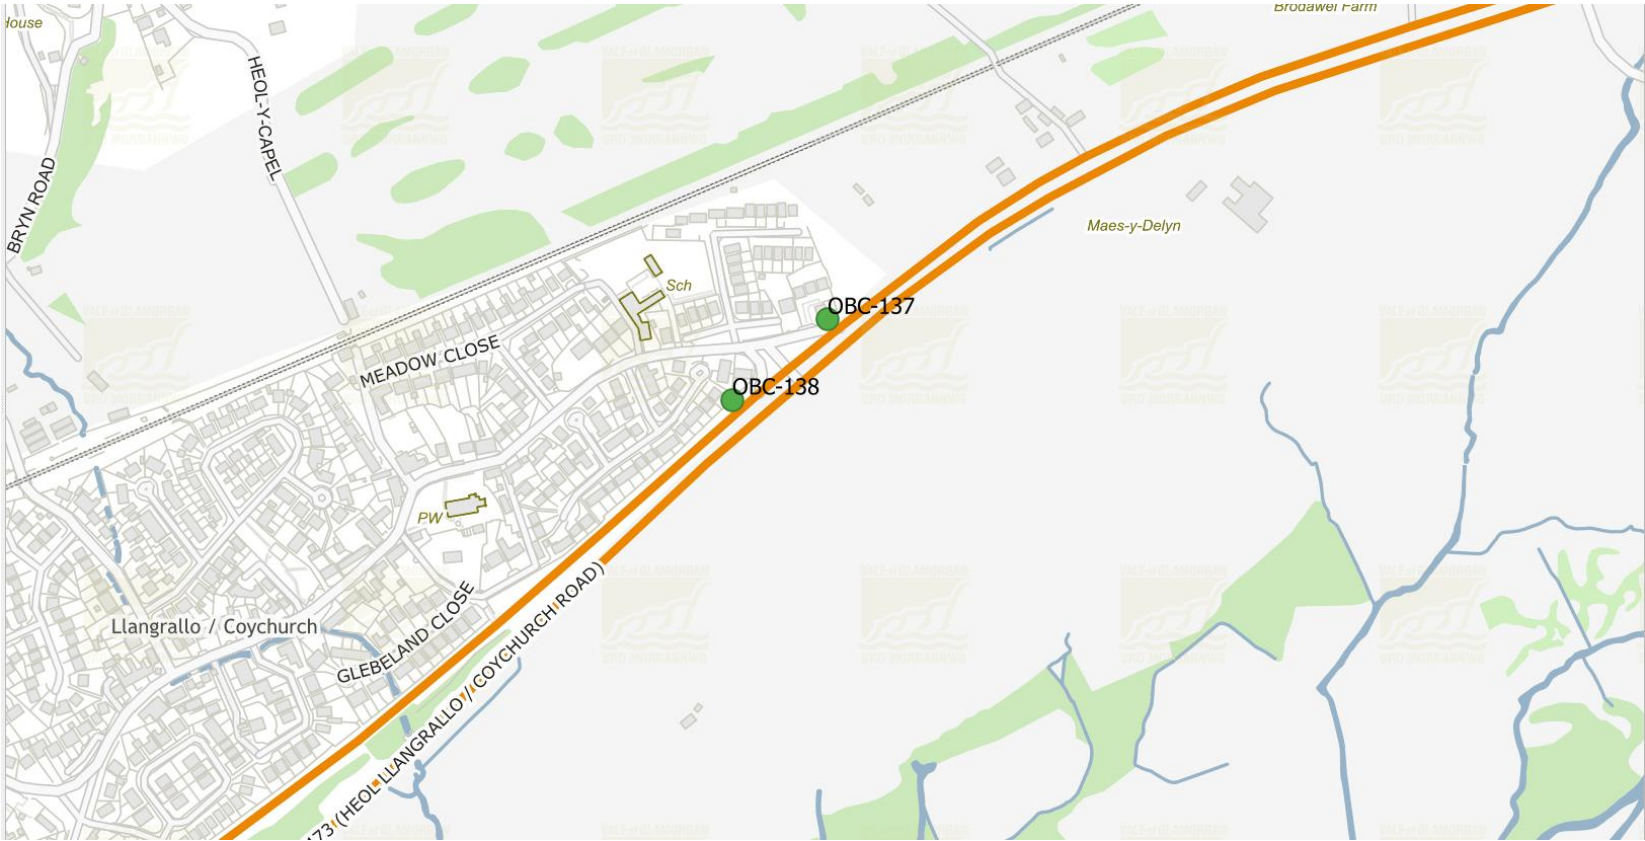 House
Brodawel Farm
HEOL-Y-CAPEL
BRYN ROAD
Maes-y-Delyn
Sch
OBC-137
MEADOW CLOSE
OBC-138
PW
Llangrallo / Coychurch
GLEBELAND CLOSE
173 (HEOL LLANGRALLO / COYCHURCH ROAD)